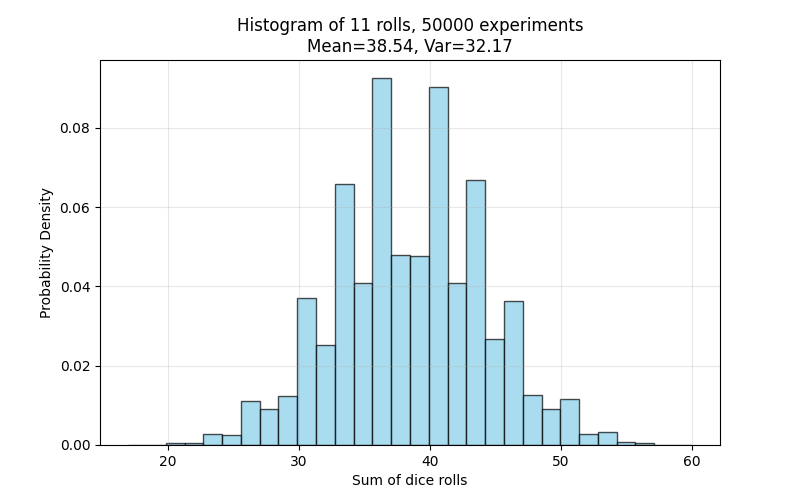 Histogram of 11 rolls, 50000 experiments
Mean=38.54, Var=32.17
0.08
0.06
0.04
0.02
0.00
Probability Density
20 30 40 50 60
Sum of dice rolls